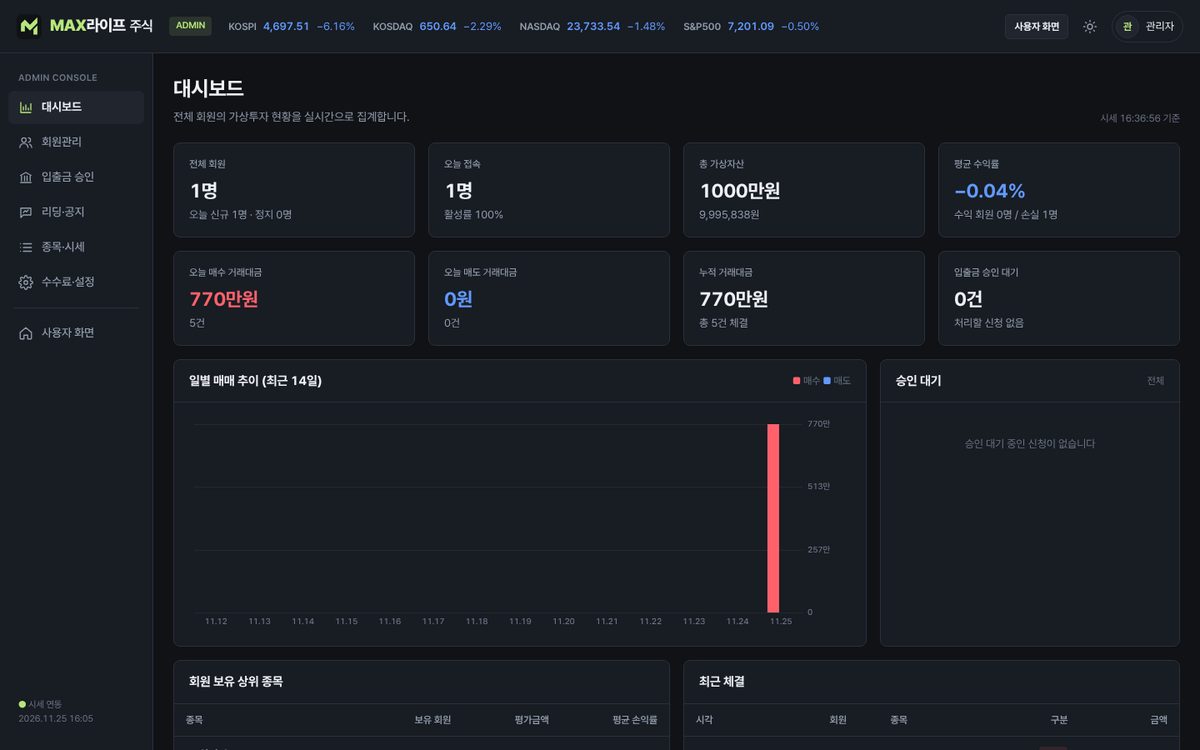 MAX라이프 주식 ADMIN KOSPI 4,697.51 −6.16% KOSDAQ 650.64 −2.29% NASDAQ 23,733.54 −1.48% S&P500 7,201.09 −0.50% 사용자 화면 관 관리자
ADMIN CONSOLE
대시보드
회원관리
입출금 승인
리딩·공지
종목·시세
수수료·설정
사용자 화면
시세 연동
2026.11.25 16:05
대시보드
전체 회원의 가상투자 현황을 실시간으로 집계합니다.
시세 16:36:56 기준
전체 회원
1명
오늘 신규 1명 · 정지 0명
오늘 접속
1명
활성률 100%
총 가상자산
1000만원
9,995,838원
평균 수익률
−0.04%
수익 회원 0명 / 손실 1명
오늘 매수 거래대금
770만원
5건
오늘 매도 거래대금
0원
0건
누적 거래대금
770만원
총 5건 체결
입출금 승인 대기
0건
처리할 신청 없음
일별 매매 추이 (최근 14일)
매수 매도
770만
513만
257만
0
11.12 11.13 11.14 11.15 11.16 11.17 11.18 11.19 11.20 11.21 11.22 11.23 11.24 11.25
승인 대기 전체
승인 대기 중인 신청이 없습니다
회원 보유 상위 종목
종목 보유 회원 평가금액 평균 손익률
최근 체결
시각 회원 종목 구분 금액